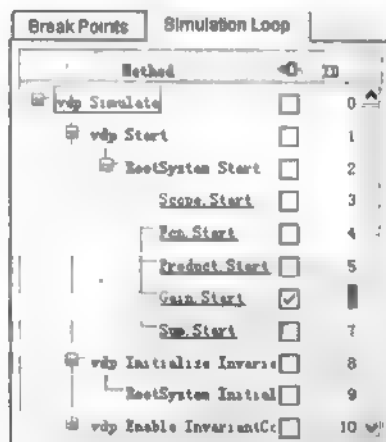 Break Points Simulation Loop
Method ID
vdp Simulate 0
vdp Start 1
RootSystem Start 2
Scope.Start 3
Fcn.Start 4
Product.Start 5
Gain.Start
Sum.Start 7
vdp Initialize Invaria 8
RootSystem Initial 9
vdp Enable InvariantCo 10